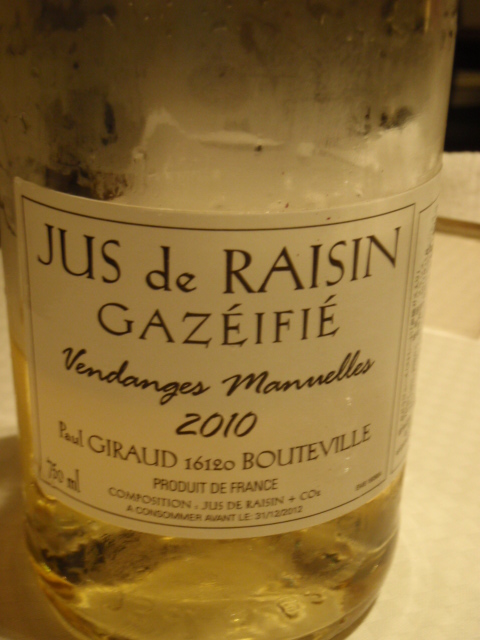 JUS de RAISIN
GAZÉIFIÉ
Vendanges Manuelles
2010
Paul GIRAUD 16120 BOUTEVILLE
750 ml
PRODUIT DE FRANCE
COMPOSITION : JUS DE RAISIN + CO2
A CONSOMMER AVANT LE: 31/12/2012